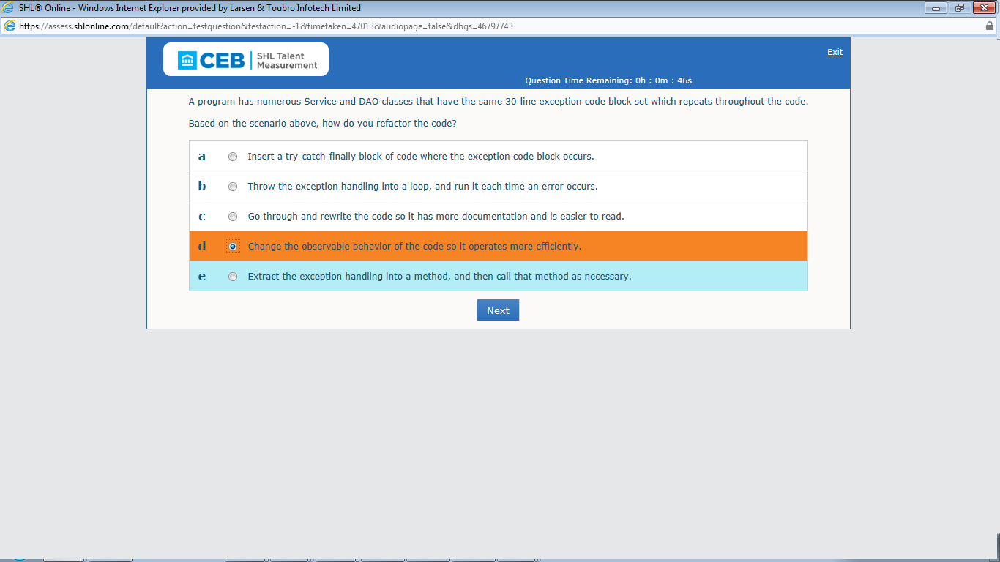 SHL® Online - Windows Internet Explorer provided by Larsen & Toubro Infotech Limited
https://assess.shlonline.com/default?action=testquestion&testaction=-1&timetaken=47013&audiopage=false&dbgs=46797743
CEB SHL Talent
Measurement
Exit
Question Time Remaining: 0h : 0m : 46s
A program has numerous Service and DAO classes that have the same 30-line exception code block set which repeats throughout the code.
Based on the scenario above, how do you refactor the code?
a Insert a try-catch-finally block of code where the exception code block occurs.
b Throw the exception handling into a loop, and run it each time an error occurs.
c Go through and rewrite the code so it has more documentation and is easier to read.
d Change the observable behavior of the code so it operates more efficiently.
e Extract the exception handling into a method, and then call that method as necessary.
Next